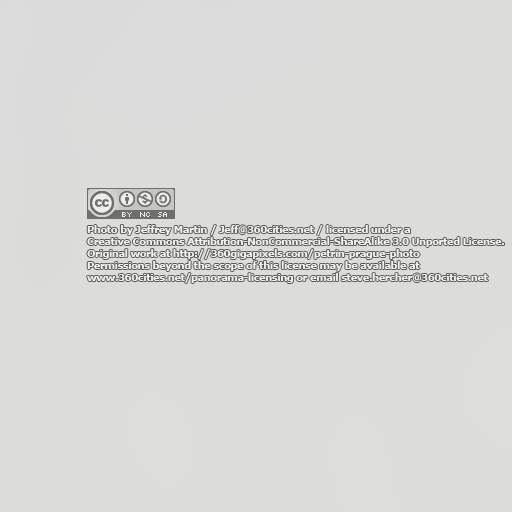 cc BY NC SA
Photo by Jeffrey Martin / Jeff@360cities.net / licensed under a
Creative Commons Attribution-NonCommercial-ShareAlike 3.0 Unported License.
Original work at http://360gigapixels.com/petrin-prague-photo
Permissions beyond the scope of this license may be available at
www.360cities.net/panorama-licensing or email steve.hercher@360cities.net